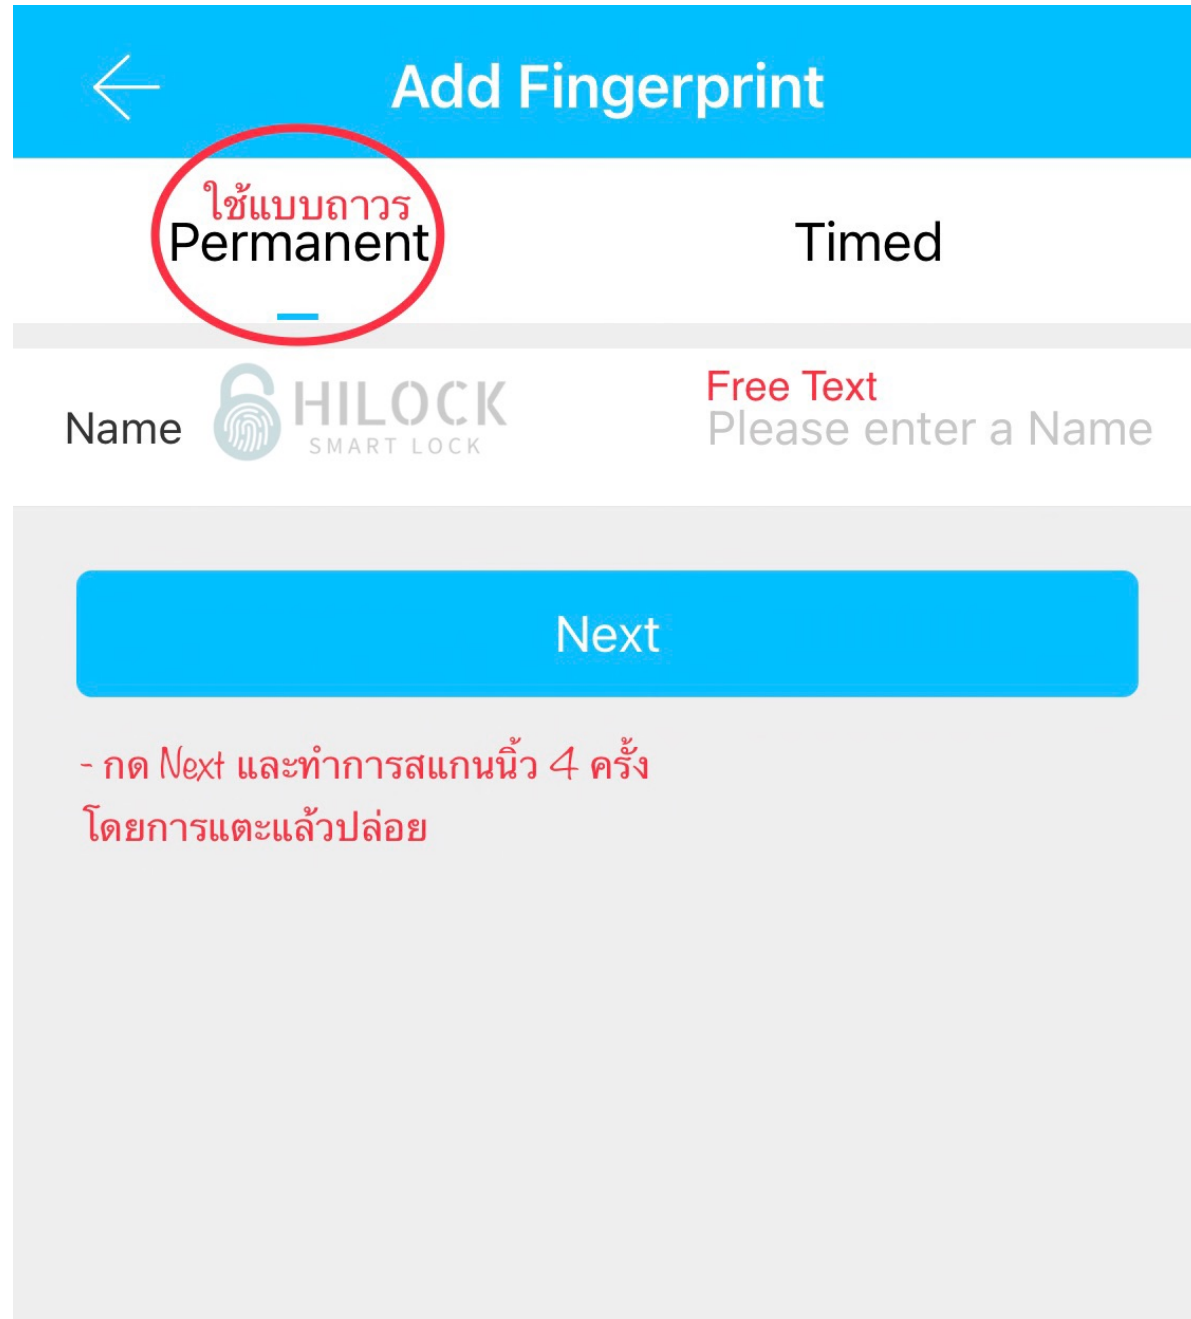 Add Fingerprint
ใช้แบบถาวร
Permanent
Timed
Name
HILOCK
SMART LOCK
Free Text
Please enter a Name
Next
- กด Next และทำการสแกนนิ้ว 4 ครั้ง
โดยการแตะแล้วปล่อย